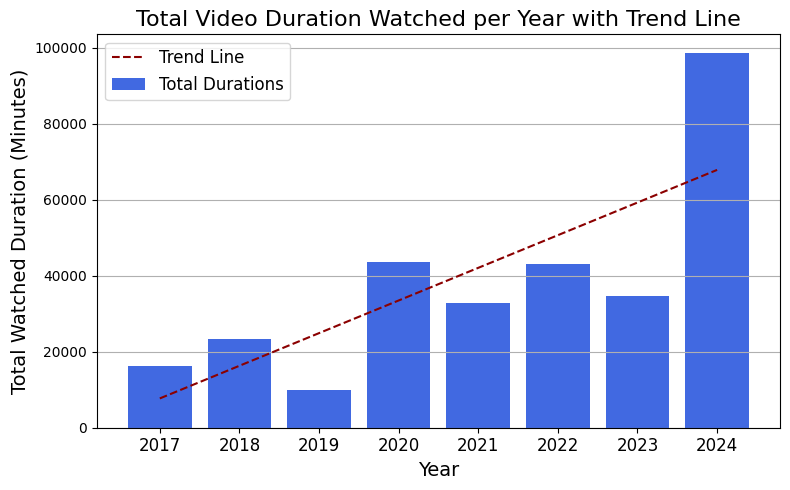 Total Video Duration Watched per Year with Trend Line
Total Watched Duration (Minutes)
100000
80000
60000
40000
20000
0
Trend Line
Total Durations
2017 2018 2019 2020 2021 2022 2023 2024
Year